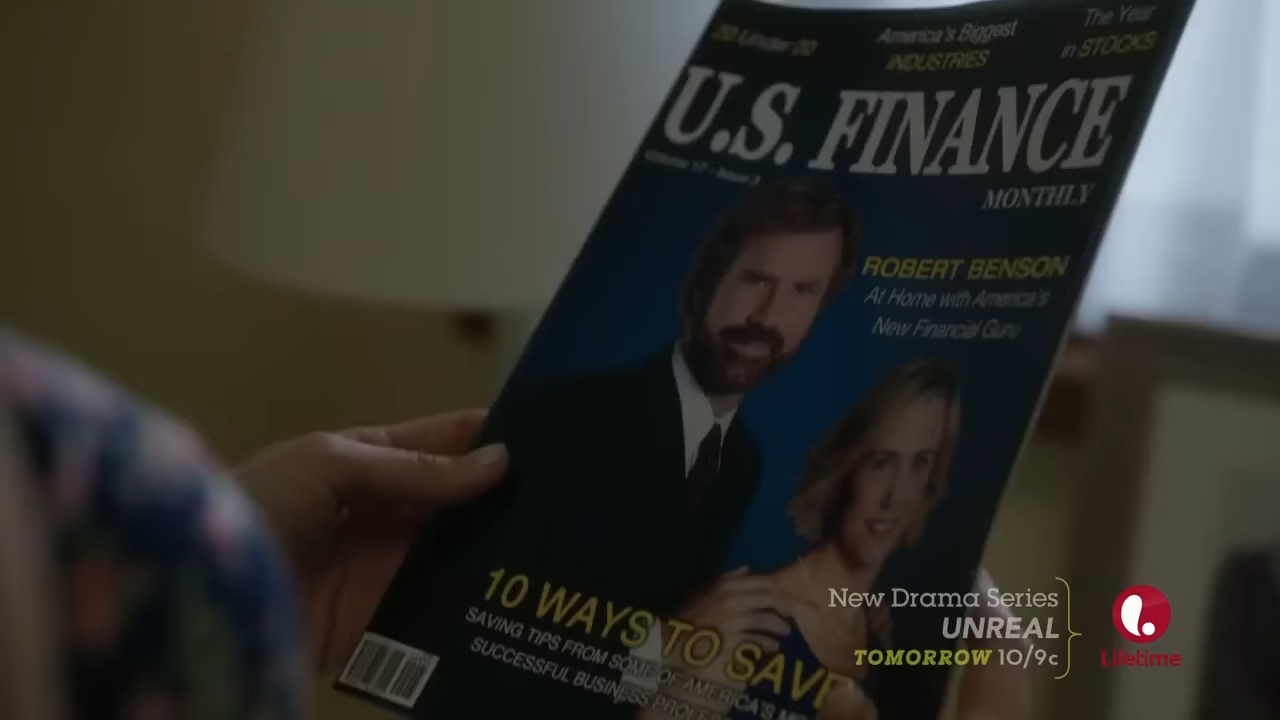 20 Under 20
America's Biggest
INDUSTRIES
The Year
in STOCKS
U.S. FINANCE
MONTHLY
ROBERT BENSON
At Home with America's
New Financial Guru
10 WAYS TO SAVE
SAVING TIPS FROM SOME OF AMERICA'S
SUCCESSFUL BUSINESS
New Drama Series
UNREAL
TOMORROW 10/9c
Lifetime